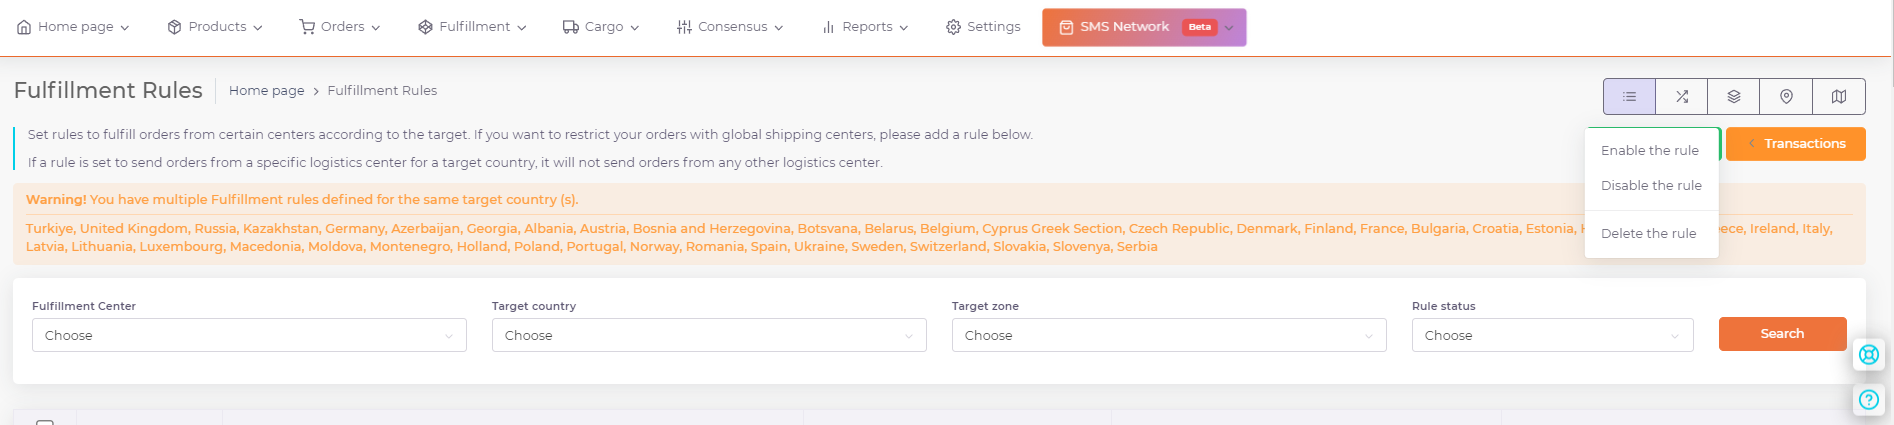 Home page Products Orders Fulfillment Cargo Consensus Reports Settings SMS Network Beta
Fulfillment Rules Home page > Fulfillment Rules
Set rules to fulfill orders from certain centers according to the target. If you want to restrict your orders with global shipping centers, please add a rule below.
If a rule is set to send orders from a specific logistics center for a target country, it will not send orders from any other logistics center.
Transactions
Enable the rule
Disable the rule
Delete the rule
Warning! You have multiple Fulfillment rules defined for the same target country (s).
Turkiye, United Kingdom, Russia, Kazakhstan, Germany, Azerbaijan, Georgia, Albania, Austria, Bosnia and Herzegovina, Botsvana, Belarus, Belgium, Cyprus Greek Section, Czech Republic, Denmark, Finland, France, Bulgaria, Croatia, Estonia, Ireland, Italy,
Latvia, Lithuania, Luxembourg, Macedonia, Moldova, Montenegro, Holland, Poland, Portugal, Norway, Romania, Spain, Ukraine, Sweden, Switzerland, Slovakia, Slovenya, Serbia
Fulfillment Center Target country Target zone Rule status
Choose Choose Choose Choose Search